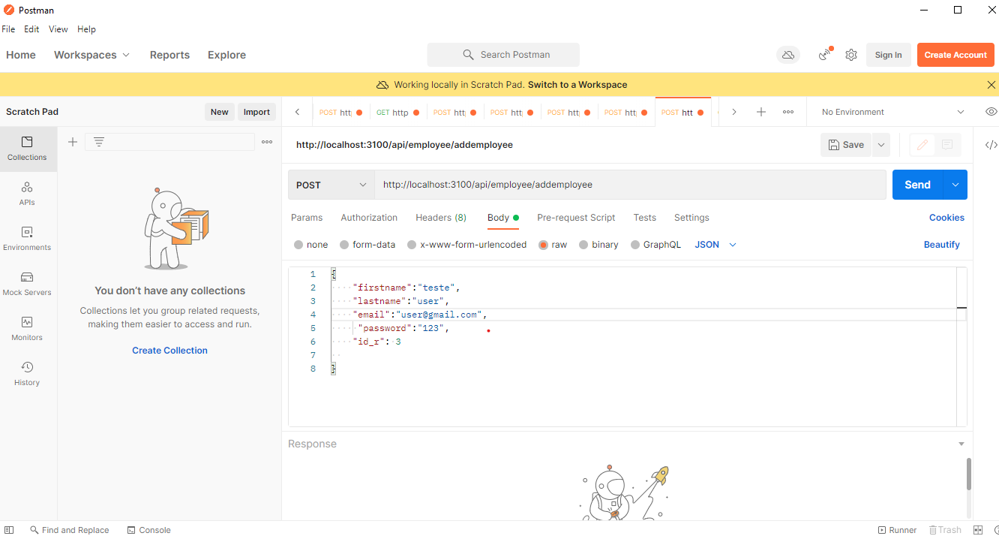 Postman
File Edit View Help
Home Workspaces Reports Explore Search Postman Sign In Create Account
Working locally in Scratch Pad. Switch to a Workspace
Scratch Pad New Import POST htt GET http POST htt POST htt POST htt POST htt POST htt No Environment
Collections
APIs
Environments
Mock Servers
Monitors
History
You don't have any collections
Collections let you group related requests,
making them easier to access and run.
Create Collection
http://localhost:3100/api/employee/addemployee Save
POST http://localhost:3100/api/employee/addemployee Send
Params Authorization Headers (8) Body Pre-request Script Tests Settings Cookies
none form-data x-www-form-urlencoded raw binary GraphQL JSON Beautify
1 {
2 "firstname":"teste",
3 "lastname":"user",
4 "email":"user@gmail.com",
5 "password":"123",
6 "id_r": 3
7
8 }
Response
Find and Replace Console Runner Trash